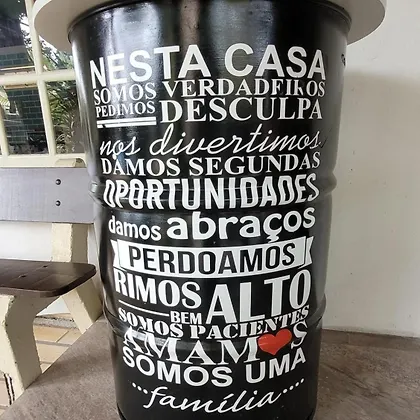 NESTA CASA
SOMOS VERDADEIROS
PEDIMOS DESCULPA
nos divertimos
DAMOS SEGUNDAS
OPORTUNIDADES
damos abraços
PERDOAMOS
RIMOS BEM ALTO
SOMOS PACIENTES
AMAM❤S
SOMOS UMA
...família....